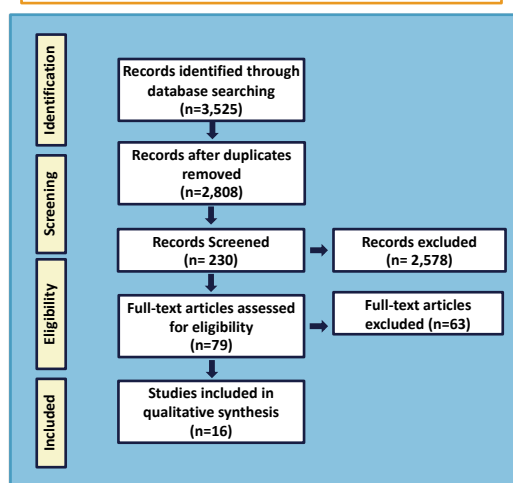 Identification
Records identified through
database searching
(n=3,525)
Records after duplicates
removed
(n=2,808)
Screening
Records Screened
(n= 230)
Records excluded
(n= 2,578)
Eligibility
Full-text articles assessed
for eligibility
(n=79)
Full-text articles
excluded (n=63)
Included
Studies included in
qualitative synthesis
(n=16)